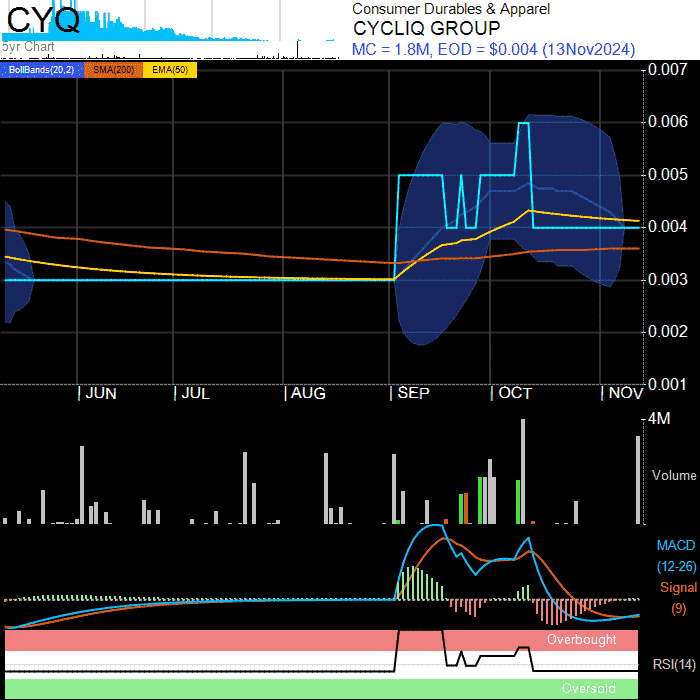 CYQ
5yr Chart
Consumer Durables & Apparel
CYCLIQ GROUP
MC = 1.8M, EOD = $0.004 (13Nov2024)
BollBands(20,2) SMA(200) EMA(50)
0.007
0.006
0.005
0.004
0.003
0.002
0.001
JUN JUL AUG SEP OCT NOV
4M
Volume
MACD
(12-26)
Signal
(9)
Overbought
RSI(14)
Oversold